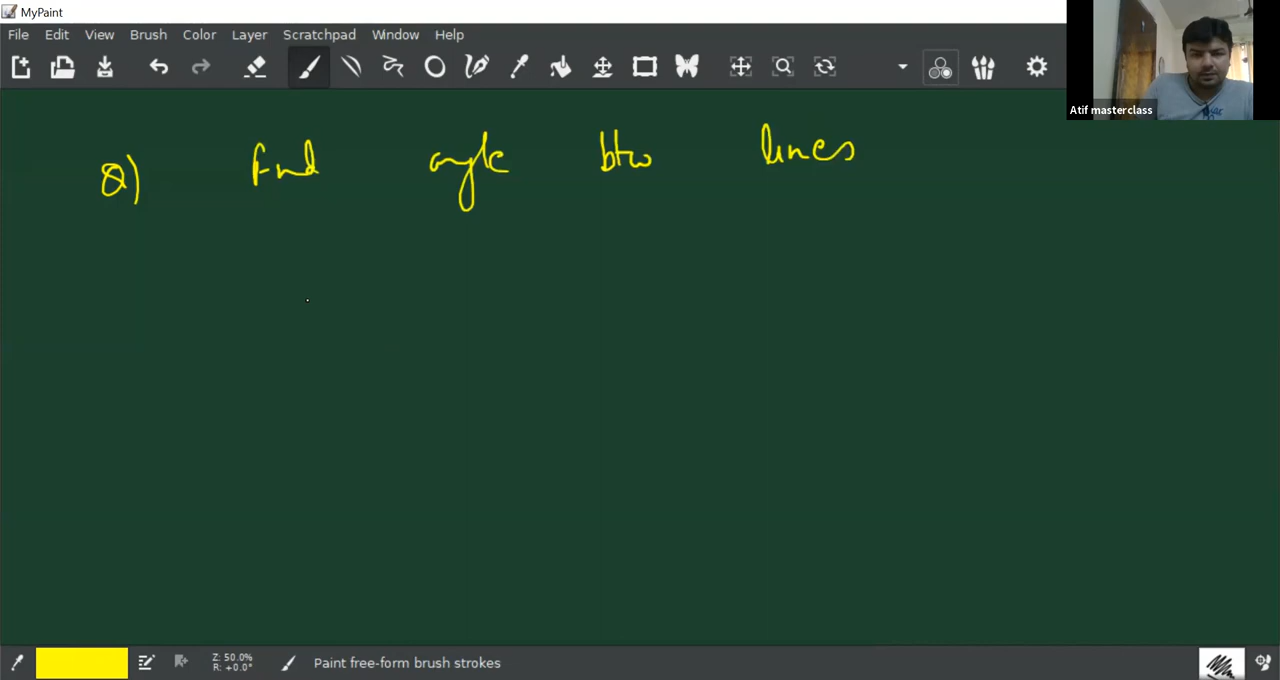 MyPaint
File Edit View Brush Color Layer Scratchpad Window Help
Atif masterclass
Q) Find angle btw lines
Z: 50.0%
R: +0.0°
Paint free-form brush strokes